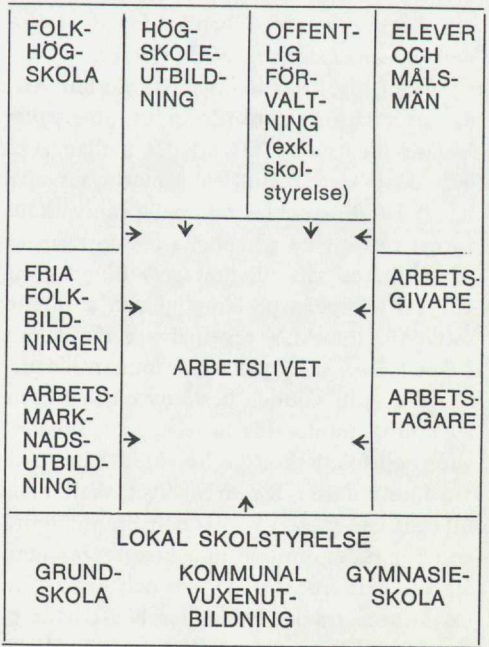 FOLK-
HÖG-
SKOLA
HÖG-
SKOLE-
UTBILD-
NING
OFFENT-
LIG
FÖR-
VALT-
NING
(exkl.
skol-
styrelse)
ELEVER
OCH
MÅLS-
MÄN
FRIA
FOLK-
BILD-
NINGEN
ARBETS-
GIVARE
ARBETSLIVET
ARBETS-
MARK-
NADS-
UTBILD-
NING
ARBETS-
TAGARE
LOKAL SKOLSTYRELSE
GRUND-
SKOLA
KOMMUNAL
VUXENUT-
BILDNING
GYMNASIE-
SKOLA